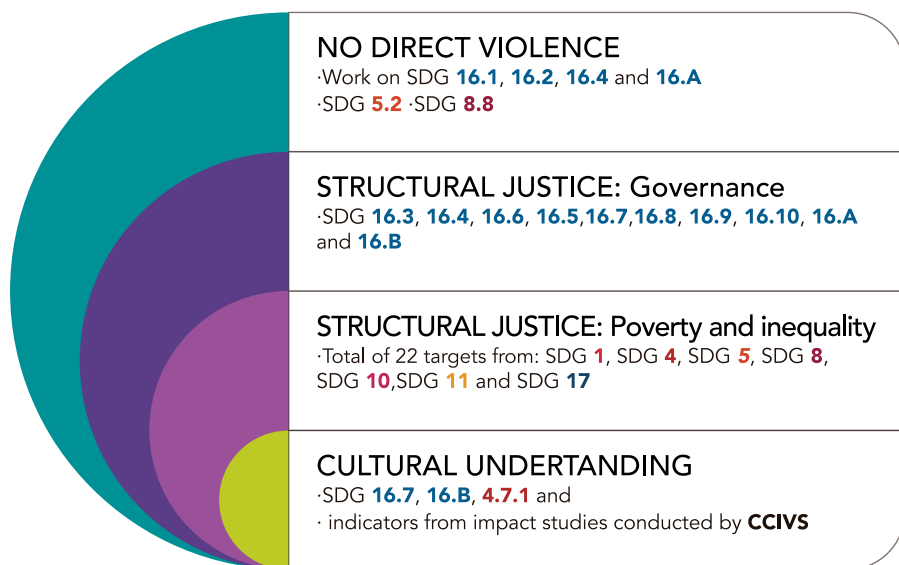 NO DIRECT VIOLENCE
·Work on SDG 16.1, 16.2, 16.4 and 16.A
·SDG 5.2 ·SDG 8.8
STRUCTURAL JUSTICE: Governance
·SDG 16.3, 16.4, 16.6, 16.5,16.7,16.8, 16.9, 16.10, 16.A
and 16.B
STRUCTURAL JUSTICE: Poverty and inequality
·Total of 22 targets from: SDG 1, SDG 4, SDG 5, SDG 8,
SDG 10,SDG 11 and SDG 17
CULTURAL UNDERTANDING
·SDG 16.7, 16.B, 4.7.1 and
· indicators from impact studies conducted by CCIVS